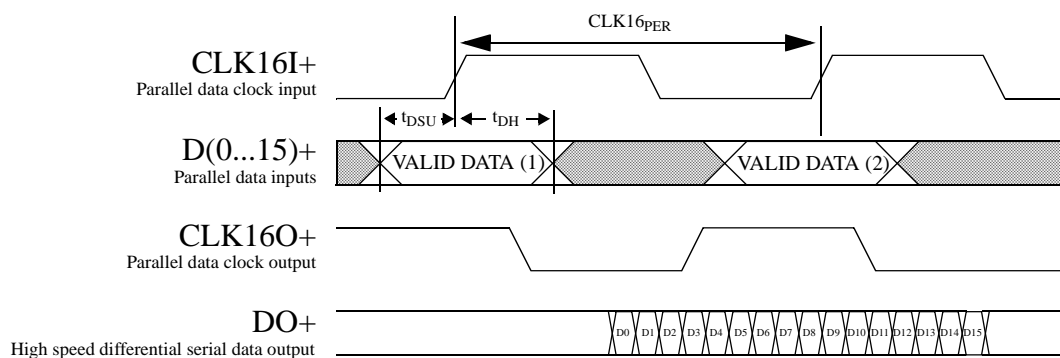 CLK16PER
CLK16I+
Parallel data clock input
tDSU
tDH
D(0...15)+
Parallel data inputs
VALID DATA (1)
VALID DATA (2)
CLK16O+
Parallel data clock output
DO+
High speed differential serial data output
D0 D1 D2 D3 D4 D5 D6 D7 D8 D9 D10 D11 D12 D13 D14 D15